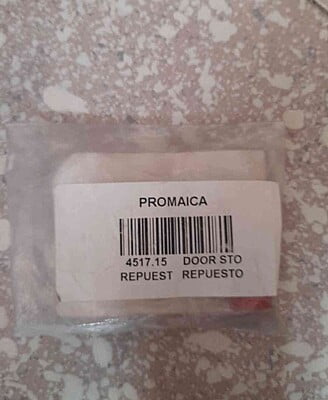 PROMAICA
4517.15 DOOR STO
REPUEST REPUESTO